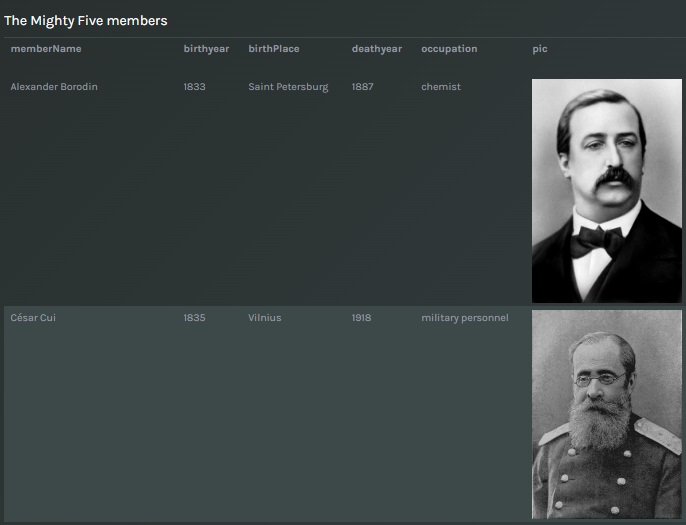 The Mighty Five members
memberName birthyear birthPlace deathyear occupation pic
Alexander Borodin 1833 Saint Petersburg 1887 chemist
César Cui 1835 Vilnius 1918 military personnel